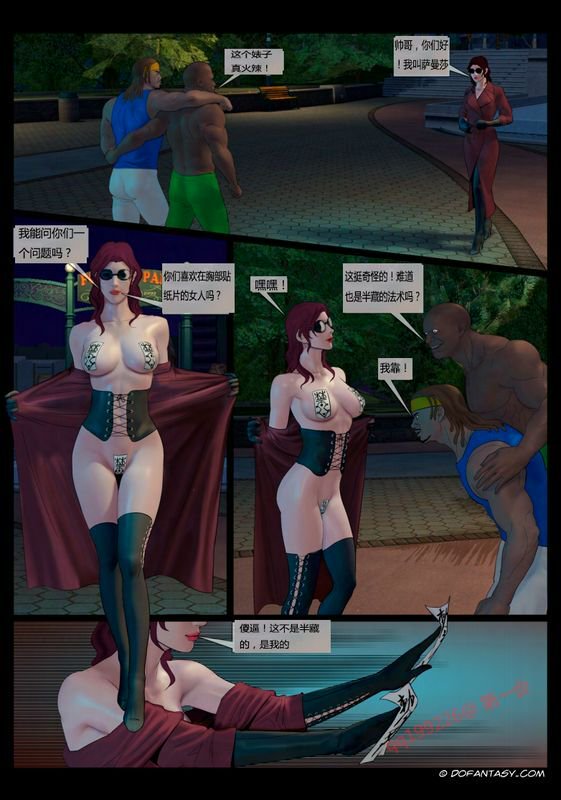 这个婊子
真火辣！
帅哥，你们好
！我叫萨曼莎
我能问你们一
个问题吗？
你们喜欢在胸部贴
纸片的女人吗？
嘿嘿！
这挺奇怪的！难道
也是半藏的法术吗？
我靠！
傻逼！这不是半藏
的，是我的
© DOFANTASY.COM